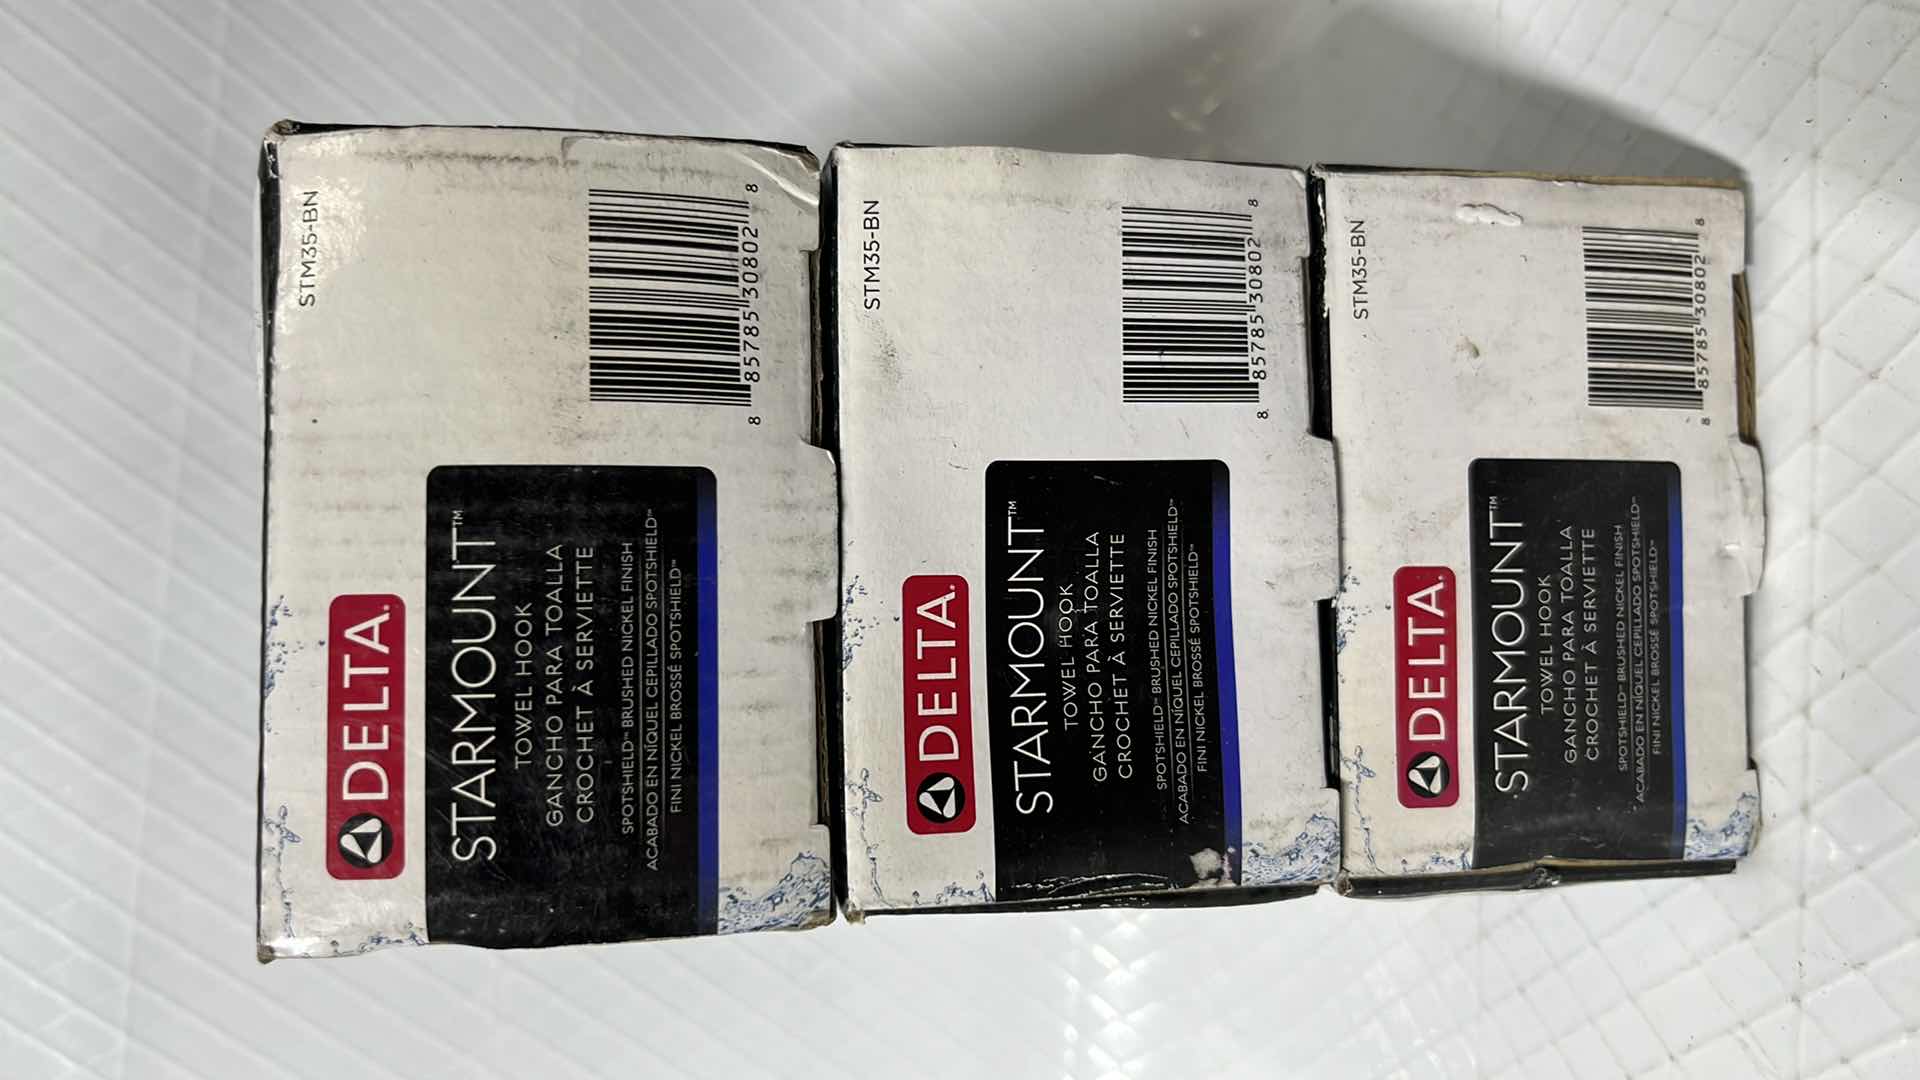 STM35-BN
8 85785 30802 8
DELTA®
STARMOUNT™
TOWEL HOOK
GANCHO PARA TOALLA
CROCHET À SERVIETTE
SPOTSHIELD™ BRUSHED NICKEL FINISH
ACABADO EN NÍQUEL CEPILLADO SPOTSHIELD™
FINI NICKEL BROSSÉ SPOTSHIELD™
STM35-BN
8 85785 30802 8
DELTA®
STARMOUNT™
TOWEL HOOK
GANCHO PARA TOALLA
CROCHET À SERVIETTE
SPOTSHIELD™ BRUSHED NICKEL FINISH
ACABADO EN NÍQUEL CEPILLADO SPOTSHIELD™
FINI NICKEL BROSSÉ SPOTSHIELD™
STM35-BN
8 85785 30802 8
DELTA®
STARMOUNT™
TOWEL HOOK
GANCHO PARA TOALLA
CROCHET À SERVIETTE
SPOTSHIELD™ BRUSHED NICKEL FINISH
ACABADO EN NÍQUEL CEPILLADO SPOTSHIELD™
FINI NICKEL BROSSÉ SPOTSHIELD™